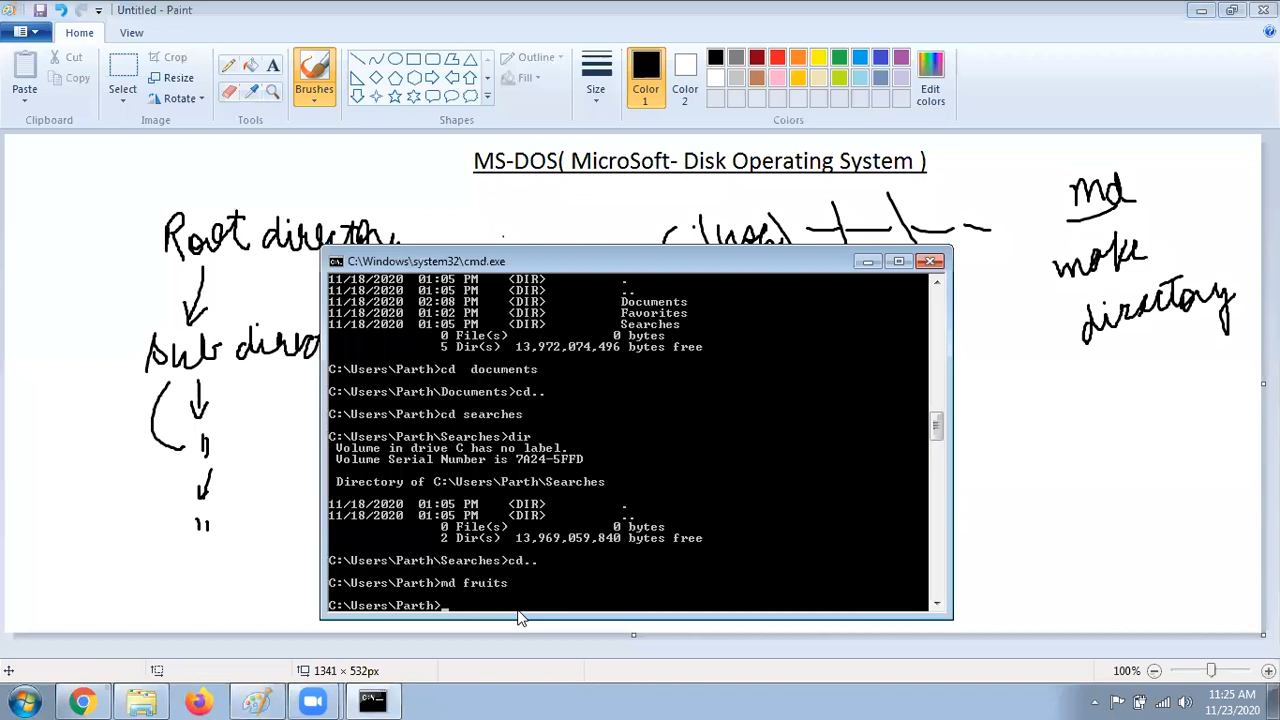 Untitled - Paint
Home
View
Paste
Cut
Copy
Clipboard
Select
Crop
Resize
Rotate
Image
A
Tools
Brushes
Outline
Fill
Shapes
Size
Color 1
Color 2
Edit colors
Colors
MS-DOS( MicroSoft- Disk Operating System )
Root directory
Sub
md
make
directory
C:\Windows\system32\cmd.exe
11/18/2020  01:05 PM    <DIR>          .
11/18/2020  01:05 PM    <DIR>          ..
11/18/2020  02:08 PM    <DIR>          Documents
11/18/2020  01:02 PM    <DIR>          Favorites
11/18/2020  01:05 PM    <DIR>          Searches
0 File(s)              0 bytes
5 Dir(s)  13,972,074,496 bytes free
C:\Users\Parth>cd  documents
C:\Users\Parth\Documents>cd..
C:\Users\Parth>cd searches
C:\Users\Parth\Searches>dir
Volume in drive C has no label.
Volume Serial Number is 7A24-5FFD
Directory of C:\Users\Parth\Searches
11/18/2020  01:05 PM    <DIR>          .
11/18/2020  01:05 PM    <DIR>          ..
0 File(s)              0 bytes
2 Dir(s)  13,969,059,840 bytes free
C:\Users\Parth\Searches>cd..
C:\Users\Parth>md fruits
C:\Users\Parth>_
1341 × 532px
100%
11:25 AM
11/23/2020